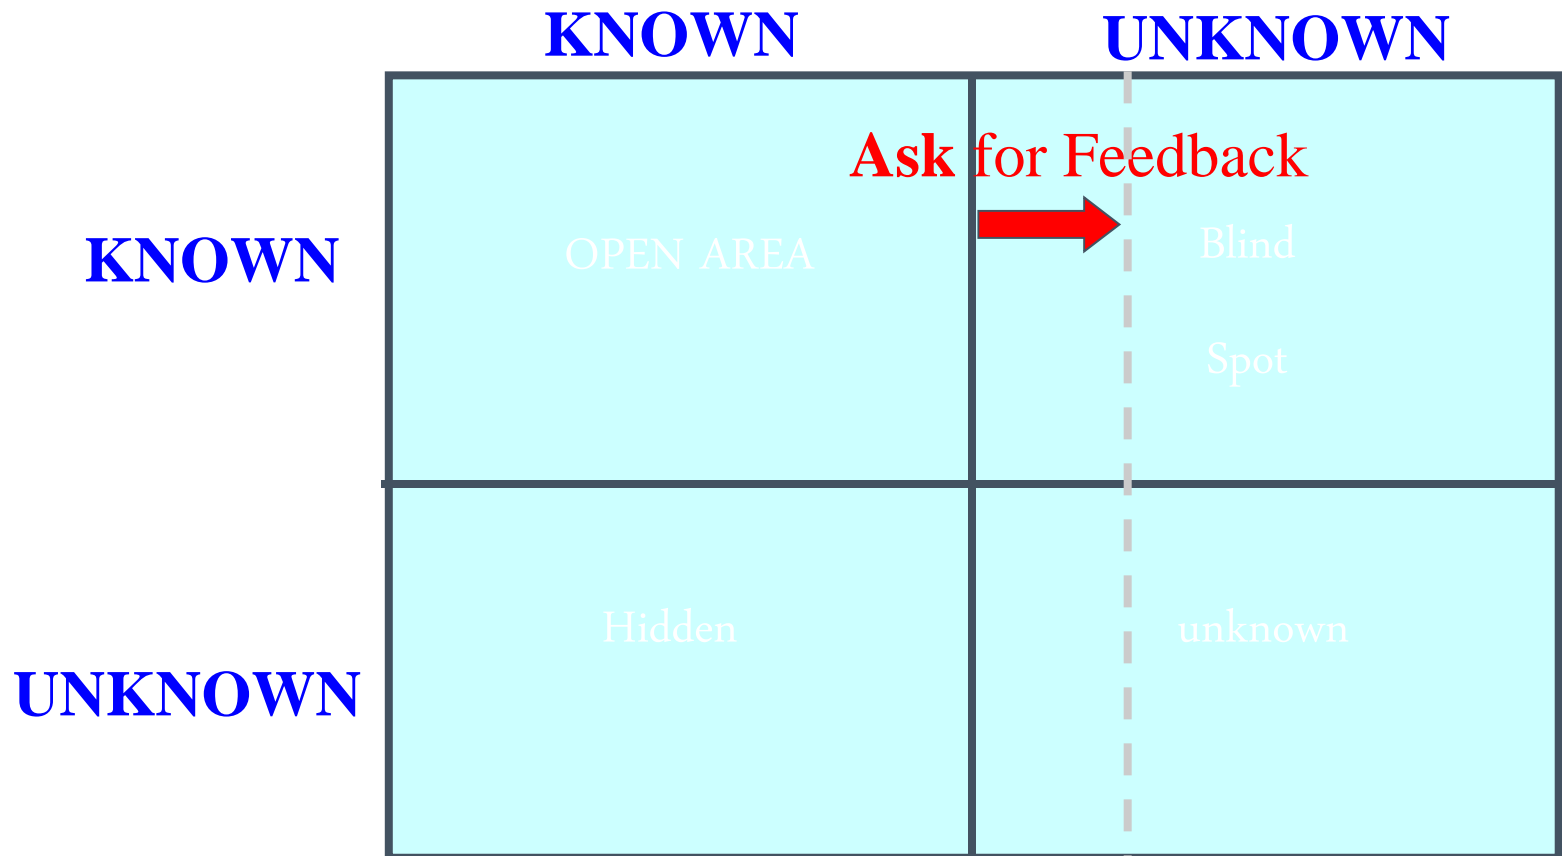 KNOWN
UNKNOWN
Ask for Feedback
KNOWN
OPEN AREA
Blind
Spot
Hidden
unknown
UNKNOWN